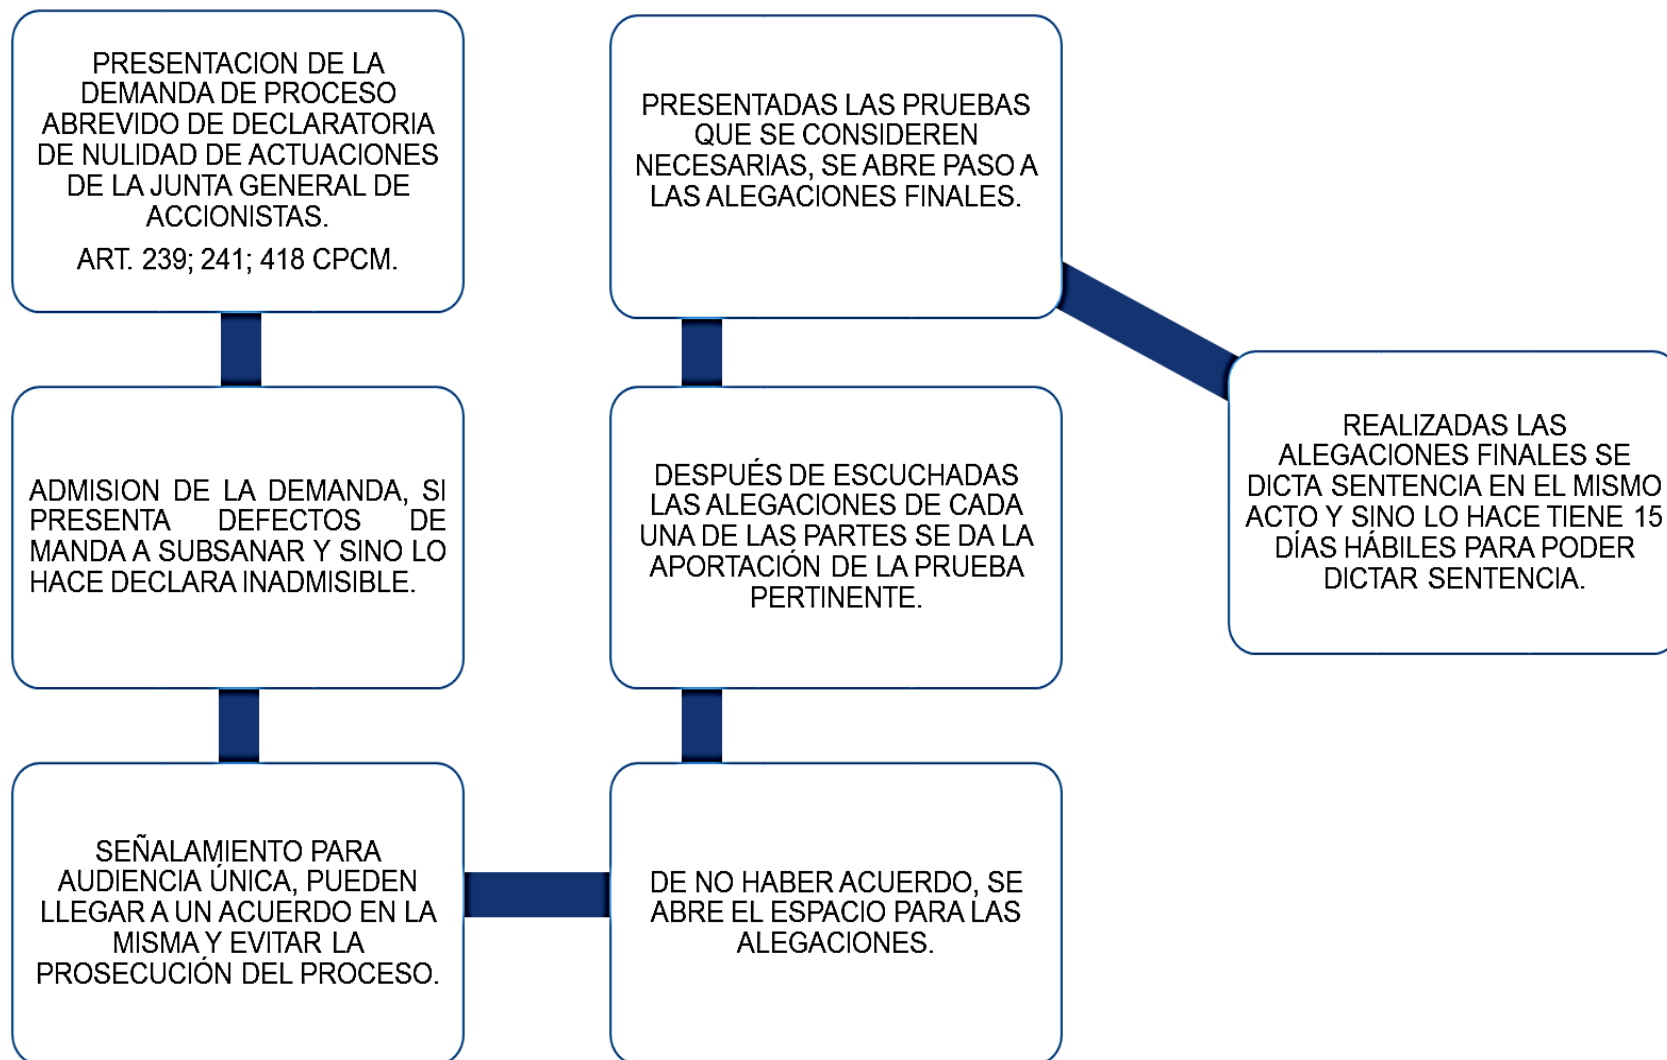 PRESENTACION DE LA
DEMANDA DE PROCESO
ABREVIDO DE DECLARATORIA
DE NULIDAD DE ACTUACIONES
DE LA JUNTA GENERAL DE
ACCIONISTAS.
ART. 239; 241; 418 CPCM.
ADMISION DE LA DEMANDA, SI
PRESENTA DEFECTOS DE
MANDA A SUBSANAR Y SINO LO
HACE DECLARA INADMISIBLE.
SEÑALAMIENTO PARA
AUDIENCIA ÚNICA, PUEDEN
LLEGAR A UN ACUERDO EN LA
MISMA Y EVITAR LA
PROSECUCIÓN DEL PROCESO.
DE NO HABER ACUERDO, SE
ABRE EL ESPACIO PARA LAS
ALEGACIONES.
DESPUÉS DE ESCUCHADAS
LAS ALEGACIONES DE CADA
UNA DE LAS PARTES SE DA LA
APORTACIÓN DE LA PRUEBA
PERTINENTE.
PRESENTADAS LAS PRUEBAS
QUE SE CONSIDEREN
NECESARIAS, SE ABRE PASO A
LAS ALEGACIONES FINALES.
REALIZADAS LAS
ALEGACIONES FINALES SE
DICTA SENTENCIA EN EL MISMO
ACTO Y SINO LO HACE TIENE 15
DÍAS HÁBILES PARA PODER
DICTAR SENTENCIA.